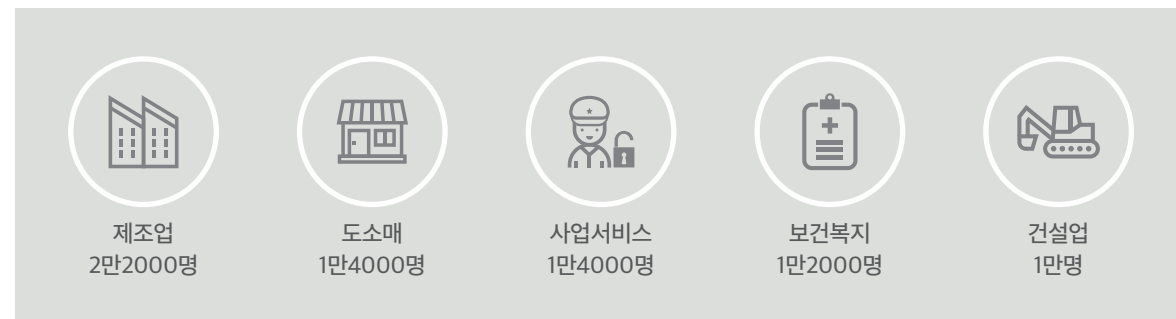 제조업
2만2000명
도소매
1만4000명
사업서비스
1만4000명
보건복지
1만2000명
건설업
1만명